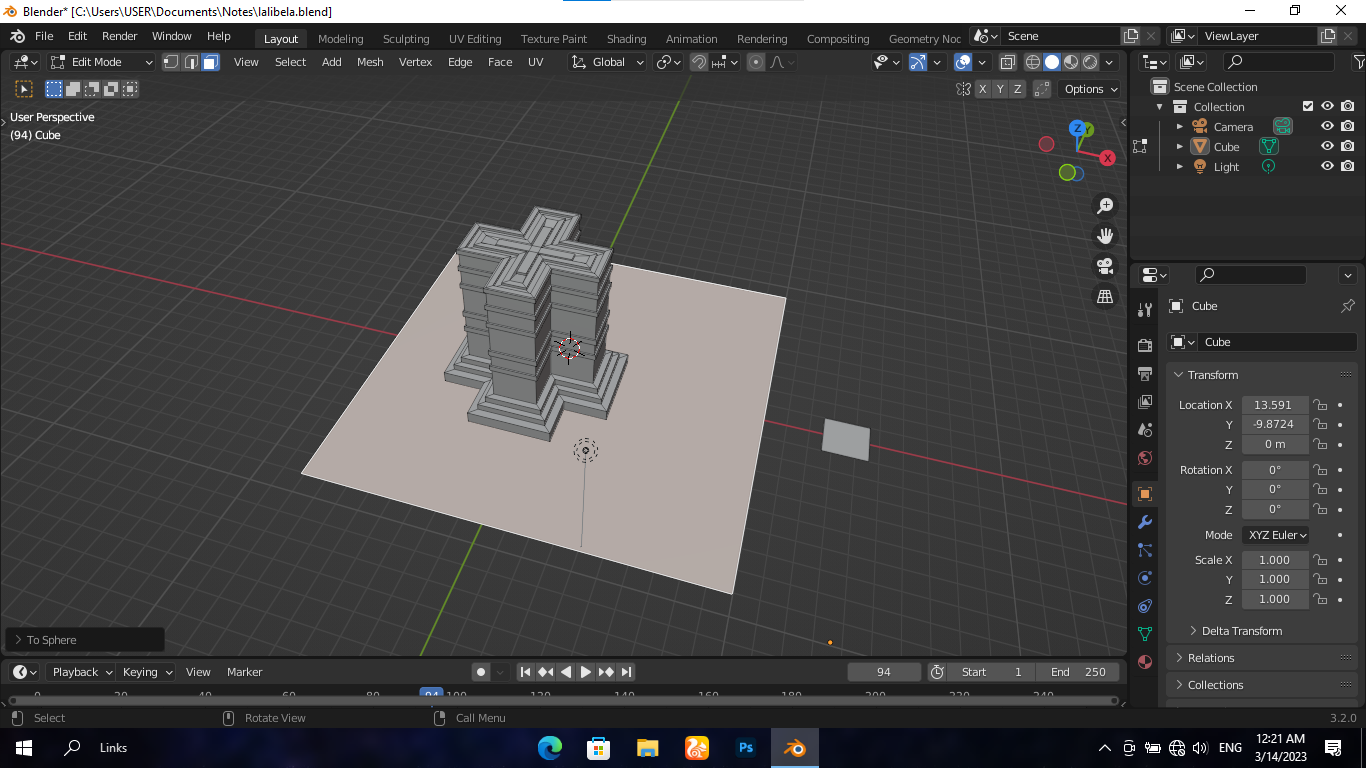 Blender* [C:\Users\USER\Documents\Notes\lalibela.blend]
File Edit Render Window Help Layout Modeling Sculpting UV Editing Texture Paint Shading Animation Rendering Compositing Geometry Noc Scene ViewLayer
Edit Mode View Select Add Mesh Vertex Edge Face UV Global
X Y Z Options
User Perspective
(94) Cube
Z Y X
Scene Collection
Collection
Camera
Cube
Light
Cube
Cube
Transform
Location X 13.591
Y -9.8724
Z 0 m
Rotation X 0°
Y 0°
Z 0°
Mode XYZ Euler
Scale X 1.000
Y 1.000
Z 1.000
Delta Transform
Relations
Collections
To Sphere
Playback Keying View Marker 94 Start 1 End 250
0 20 40 60 80 94 100 120 140 160 180 200 220 240
Select Rotate View Call Menu 3.2.0
Links Ps ENG 12:21 AM
3/14/2023